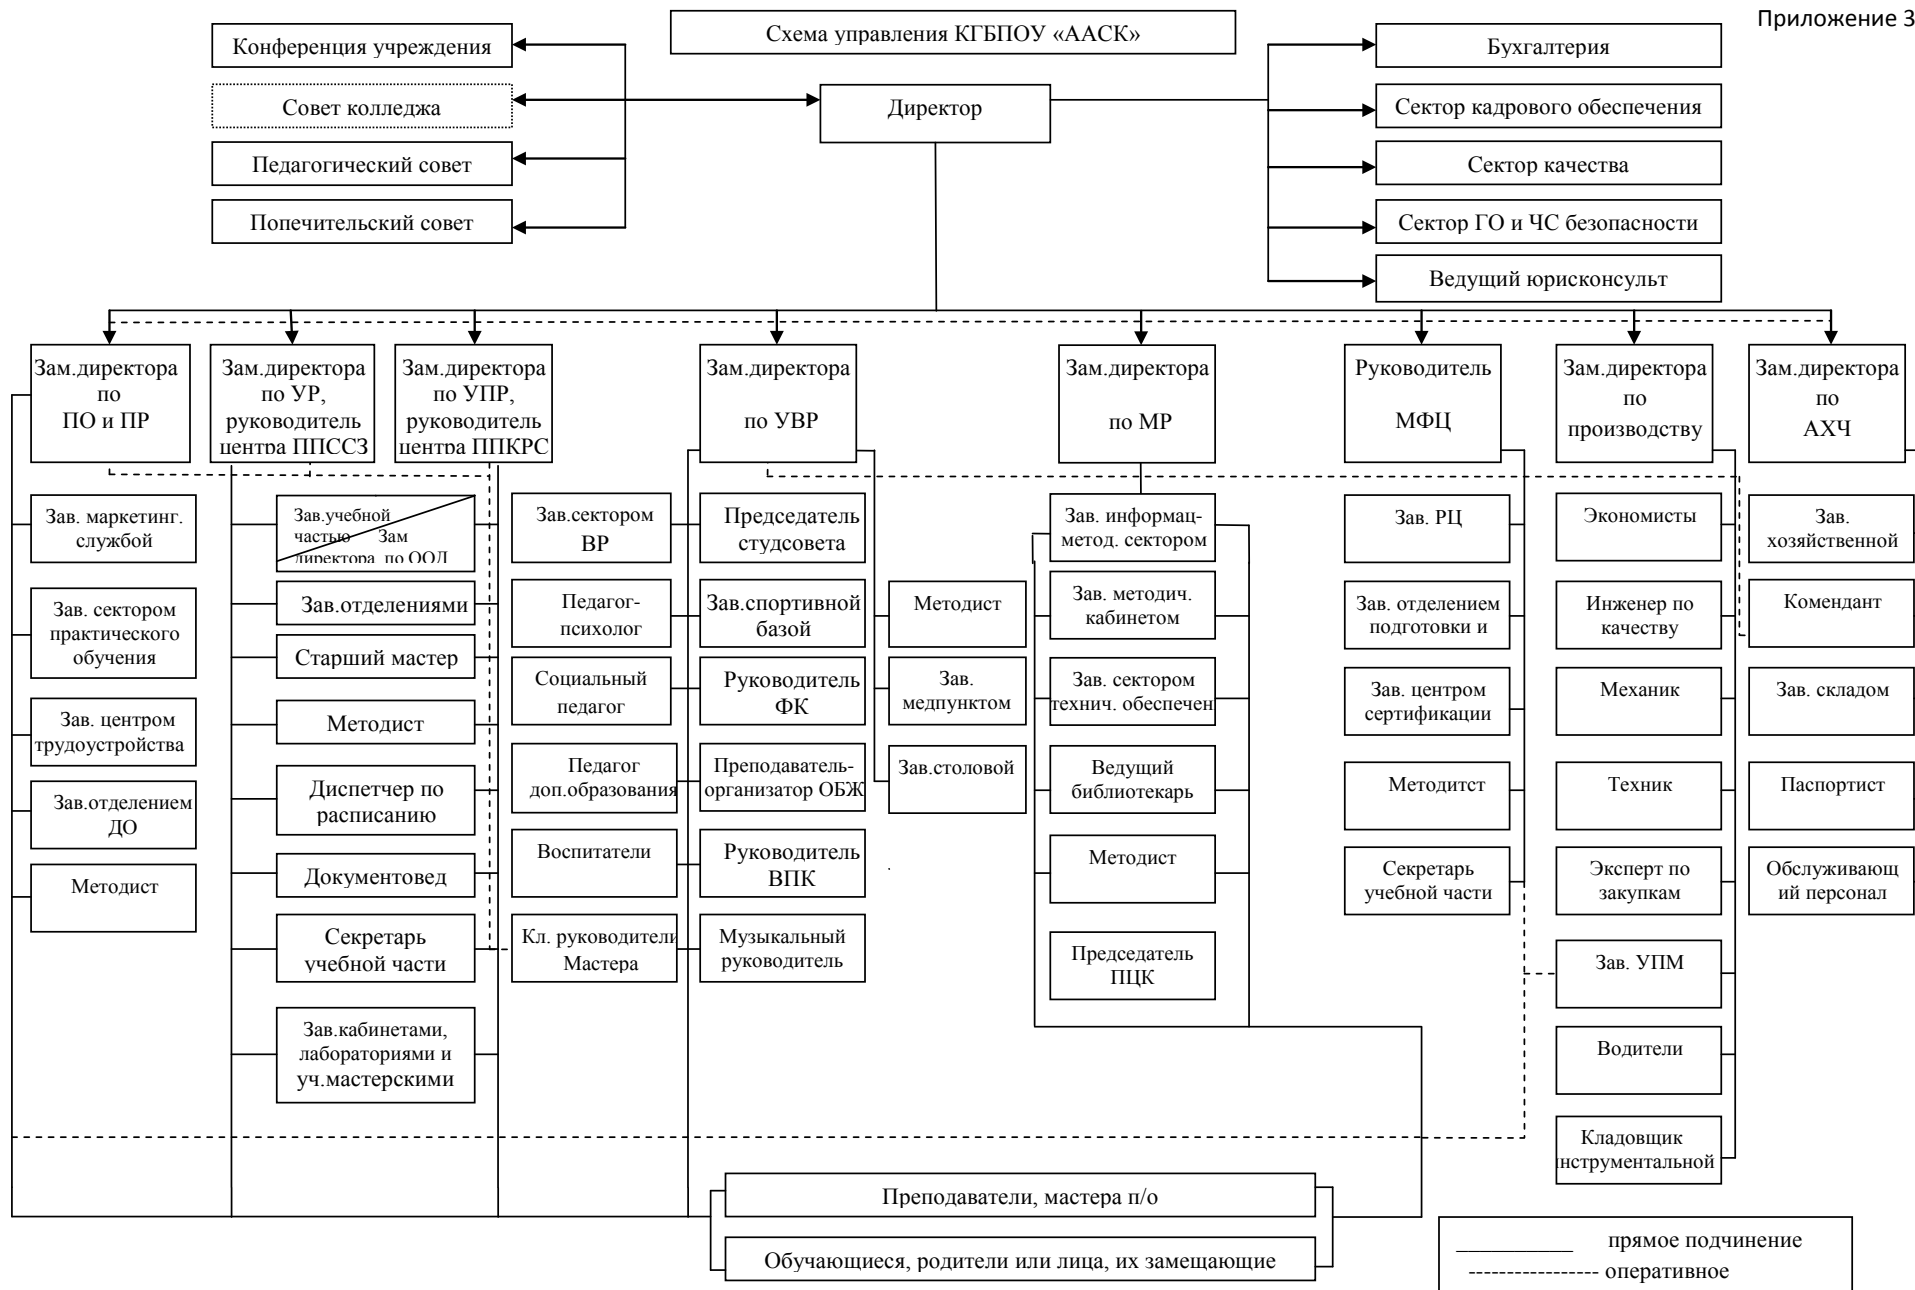 Приложение 3
Схема управления КГБПОУ «ААСК»
Конференция учреждения
Совет колледжа
Педагогический совет
Попечительский совет
Директор
Бухгалтерия
Сектор кадрового обеспечения
Сектор качества
Сектор ГО и ЧС безопасности
Ведущий юрисконсульт
Зам.директора
по
ПО и ПР
Зам.директора
по УР,
руководитель
центра ППССЗ
Зам.директора
по УПР,
руководитель
центра ППКРС
Зам.директора
по УВР
Зам.директора
по МР
Руководитель
МФЦ
Зам.директора
по
производству
Зам.директора
по
АХЧ
Зав. маркетинг.
службой
Зав. сектором
практического
обучения
Зав. центром
трудоустройства
Зав.отделением
ДО
Методист
Зав.учебной
частью Зам
директора по ООД
Зав.отделениями
Старший мастер
Методист
Диспетчер по
расписанию
Документовед
Секретарь
учебной части
Зав.кабинетами,
лабораториями и
уч.мастерскими
Зав.сектором
ВР
Педагог-
психолог
Социальный
педагог
Педагог
доп.образования
Воспитатели
Кл. руководители
Мастера
Председатель
студсовета
Зав.спортивной
базой
Руководитель
ФК
Преподаватель-
организатор ОБЖ
Руководитель
ВПК
Музыкальный
руководитель
Методист
Зав.
медпунктом
Зав.столовой
Зав. информац-
метод. сектором
Зав. методич.
кабинетом
Зав. сектором
технич. обеспечен
Ведущий
библиотекарь
Методист
Председатель
ПЦК
Зав. РЦ
Зав. отделением
подготовки и
Зав. центром
сертификации
Методитст
Секретарь
учебной части
Экономисты
Инженер по
качеству
Механик
Техник
Эксперт по
закупкам
Зав. УПМ
Водители
Кладовщик
инструментальной
Зав.
хозяйственной
Комендант
Зав. складом
Паспортист
Обслуживающ
ий персонал
Преподаватели, мастера п/о
Обучающиеся, родители или лица, их замещающие
прямое подчинение
оперативное